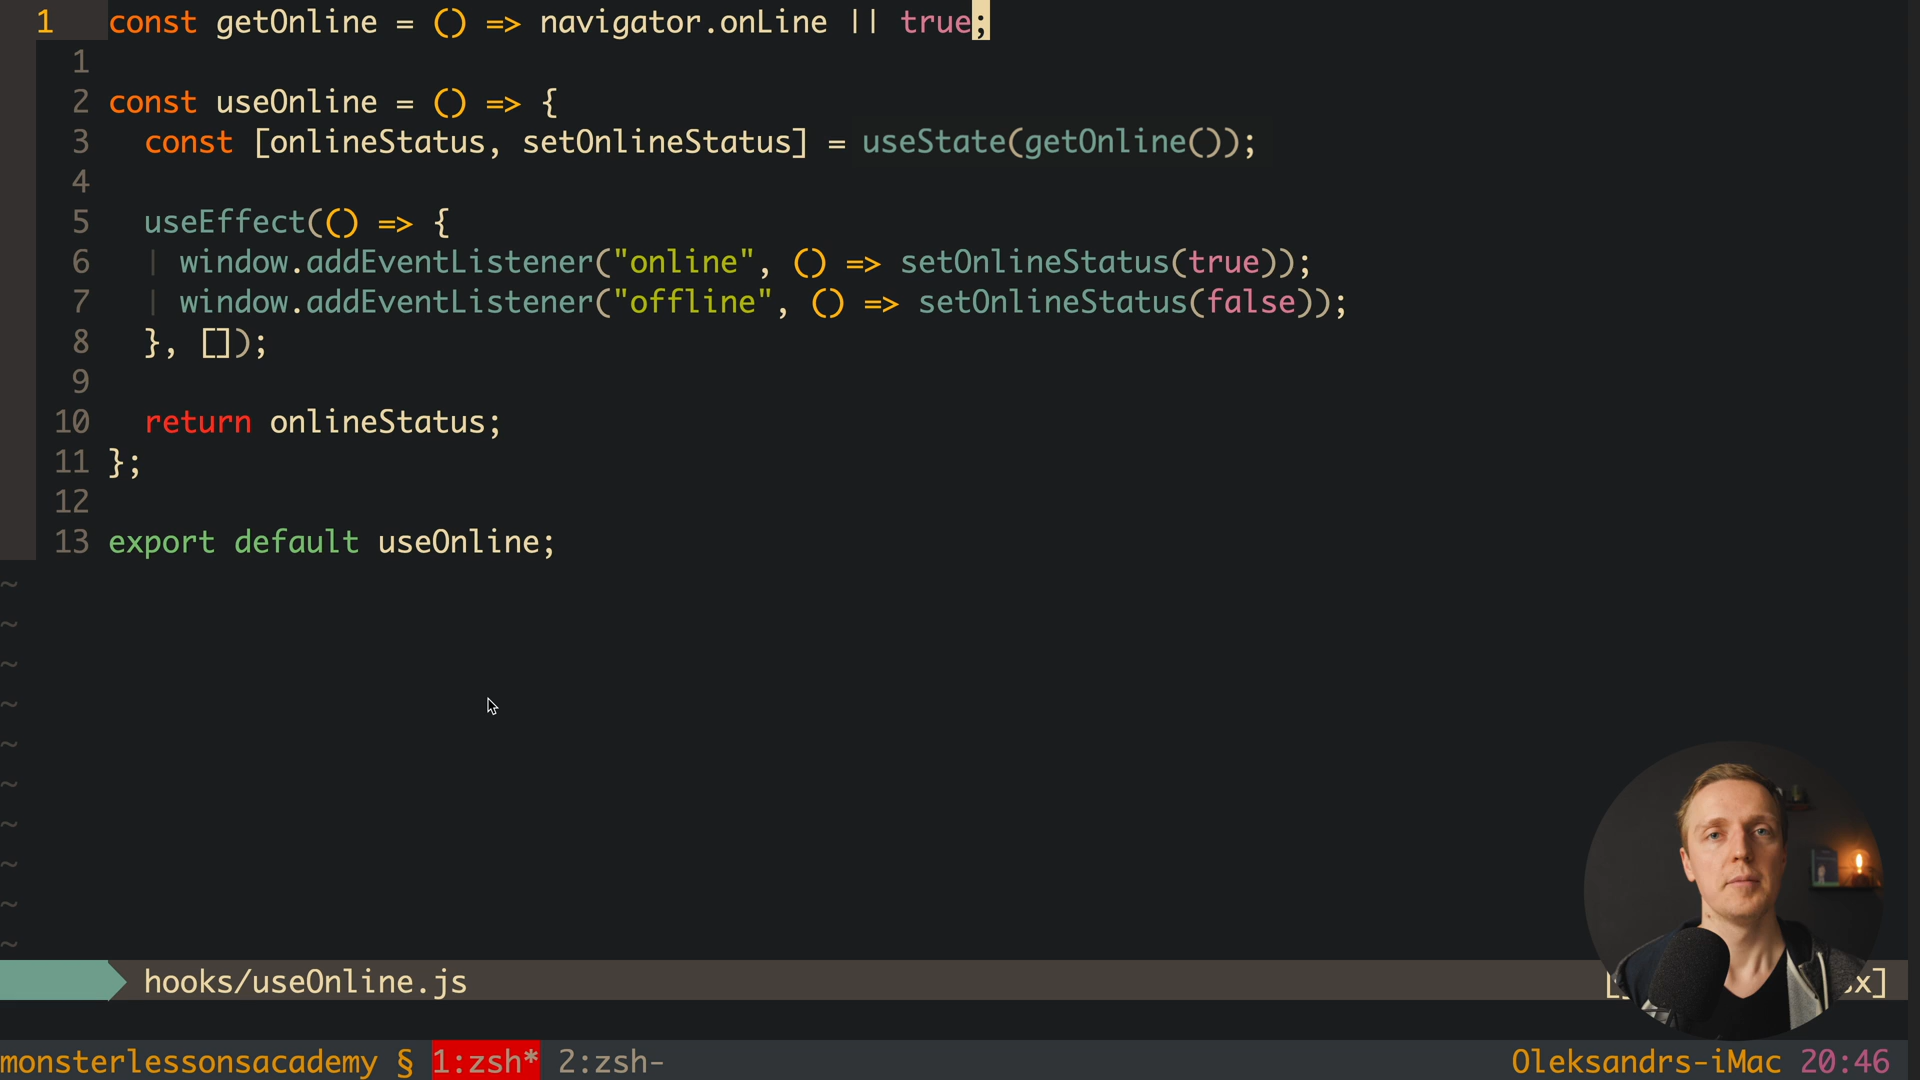 1 const getOnline = () => navigator.onLine || true;
1
2 const useOnline = () => {
3 const [onlineStatus, setOnlineStatus] = useState(getOnline());
4
5 useEffect(() => {
6 | window.addEventListener("online", () => setOnlineStatus(true));
7 | window.addEventListener("offline", () => setOnlineStatus(false));
8 }, []);
9
10 return onlineStatus;
11 };
12
13 export default useOnline;
~
~
~
~
~
~
~
~
~
~
hooks/useOnline.js
monsterlessonsacademy § 1:zsh* 2:zsh- Oleksandrs-iMac 20:46